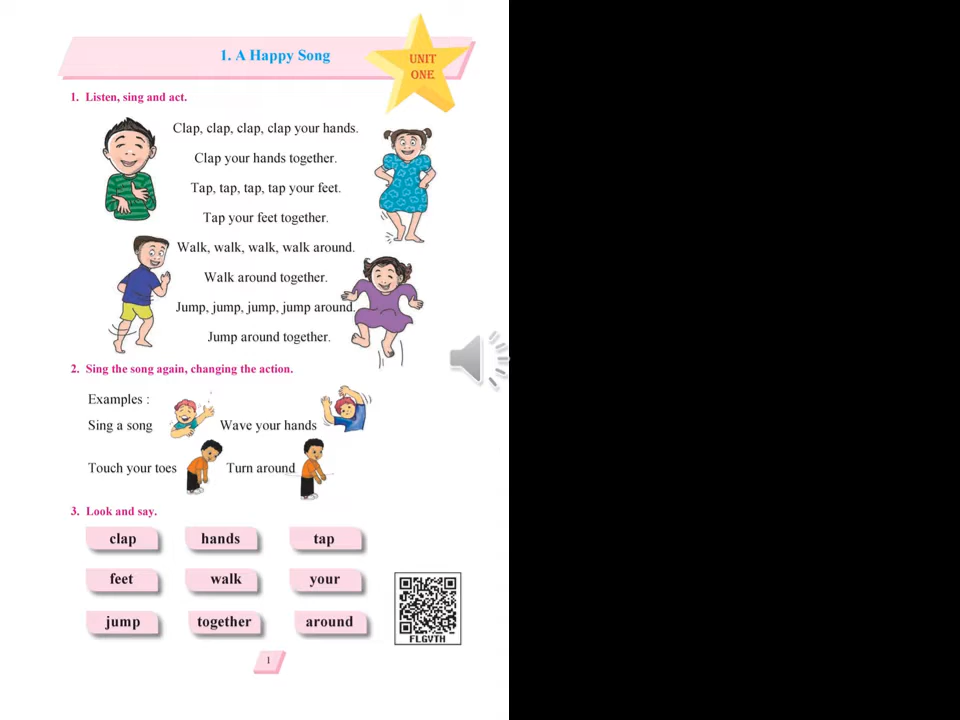 1. A Happy Song
UNIT
ONE
1. Listen, sing and act.
Clap, clap, clap, clap your hands.
Clap your hands together.
Tap, tap, tap, tap your feet.
Tap your feet together.
Walk, walk, walk, walk around.
Walk around together.
Jump, jump, jump, jump around.
Jump around together.
2. Sing the song again, changing the action.
Examples :
Sing a song Wave your hands
Touch your toes Turn around
3. Look and say.
clap hands tap
feet walk your
jump together around
FLGVTH
1